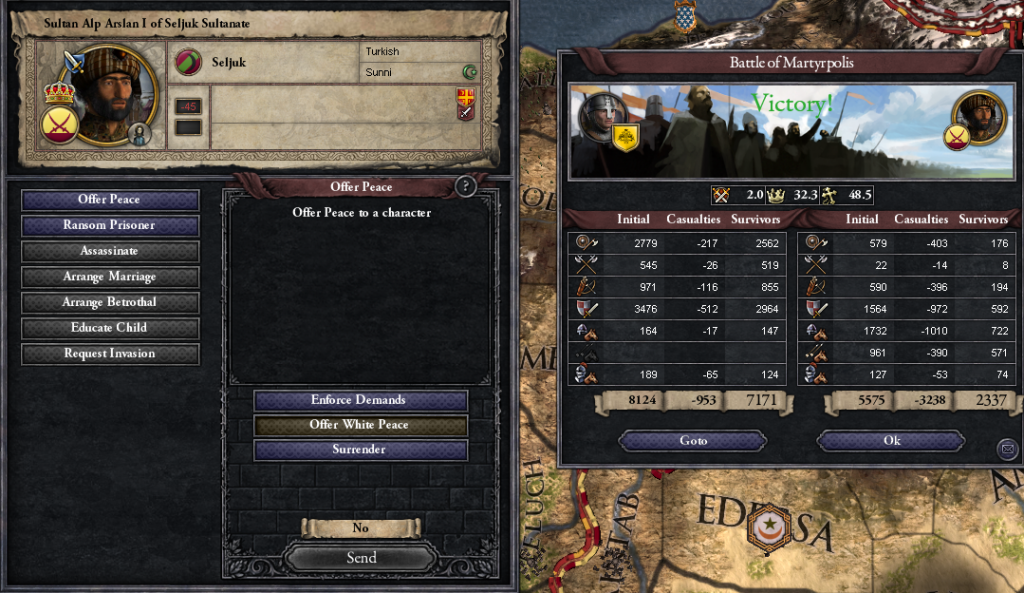 Sultan Alp Arslan I of Seljuk Sultanate
Seljuk
Turkish
Sunni
-45
Offer Peace
Ransom Prisoner
Assassinate
Arrange Marriage
Arrange Betrothal
Educate Child
Request Invasion
Offer Peace
?
Offer Peace to a character
Enforce Demands
Offer White Peace
Surrender
No
Send
Battle of Martyrpolis
Victory!
2.0 32.3 48.5
Initial Casualties Survivors Initial Casualties Survivors
2779 -217 2562 579 -403 176
545 -26 519 22 -14 8
971 -116 855 590 -396 194
3476 -512 2964 1564 -972 592
164 -17 147 1732 -1010 722
961 -390 571
189 -65 124 127 -53 74
8124 -953 7171 5575 -3238 2337
Goto Ok